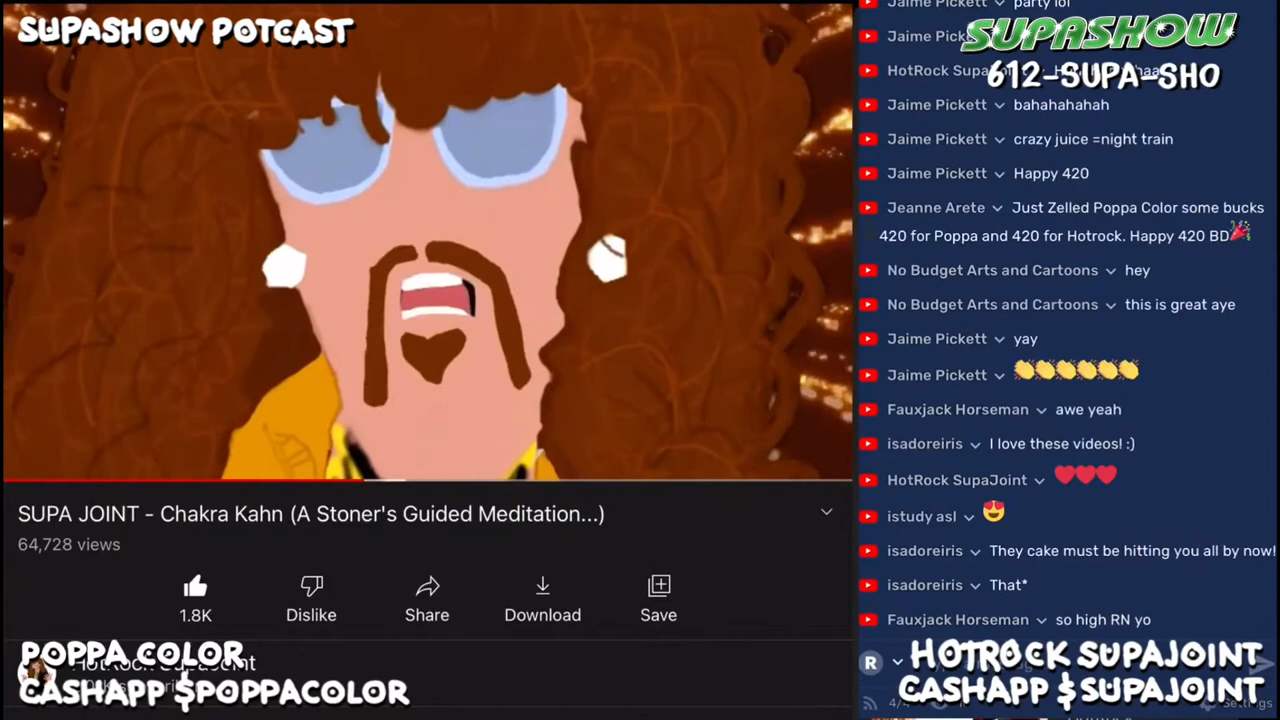 SUPASHOW POTCAST
SUPA JOINT - Chakra Kahn (A Stoner's Guided Meditation...)
64,728 views
1.8K
Dislike
Share
Download
Save
HotRock SupaJoint
POPPA COLOR
CASHAPP $POPPACOLOR
Jaime Pickett party lol
SUPASHOW
612-SUPA-SHO
Jaime Pick
HotRock SupaJoi
Jaime Pickett bahahahahah
Jaime Pickett crazy juice =night train
Jaime Pickett Happy 420
Jeanne Arete Just Zelled Poppa Color some bucks
420 for Poppa and 420 for Hotrock. Happy 420 BD🎉
No Budget Arts and Cartoons hey
No Budget Arts and Cartoons this is great aye
Jaime Pickett yay
Jaime Pickett 👏👏👏👏👏👏
Fauxjack Horseman awe yeah
isadoreiris I love these videos! :)
HotRock SupaJoint ❤❤❤
istudy asl 😍
isadoreiris They cake must be hitting you all by now!
isadoreiris That*
Fauxjack Horseman so high RN yo
R
HOTROCK SUPAJOINT
CASHAPP $SUPAJOINT
Settings